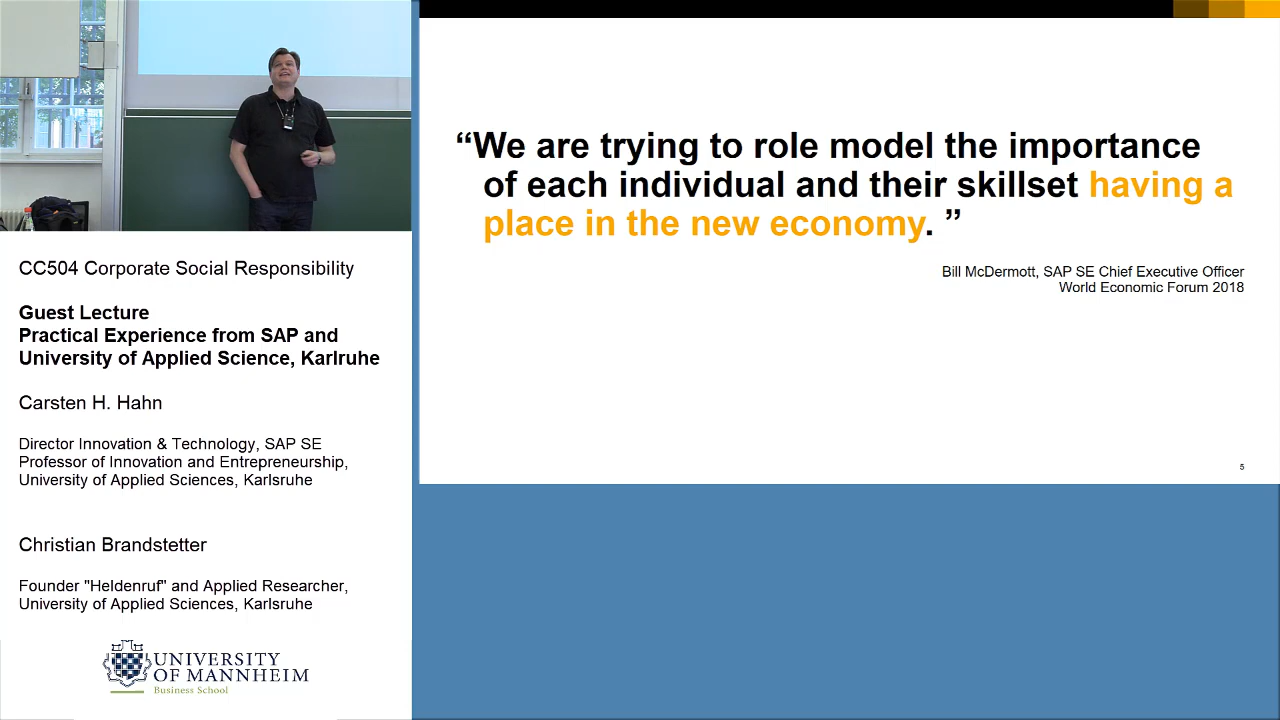 CC504 Corporate Social Responsibility
Guest Lecture
Practical Experience from SAP and
University of Applied Science, Karlsruhe
Carsten H. Hahn
Director Innovation & Technology, SAP SE
Professor of Innovation and Entrepreneurship,
University of Applied Sciences, Karlsruhe
Christian Brandstetter
Founder "Heldenruf" and Applied Researcher,
University of Applied Sciences, Karlsruhe
UNIVERSITY
OF MANNHEIM
Business School
“We are trying to role model the importance
of each individual and their skillset having a
place in the new economy. ”
Bill McDermott, SAP SE Chief Executive Officer
World Economic Forum 2018
5